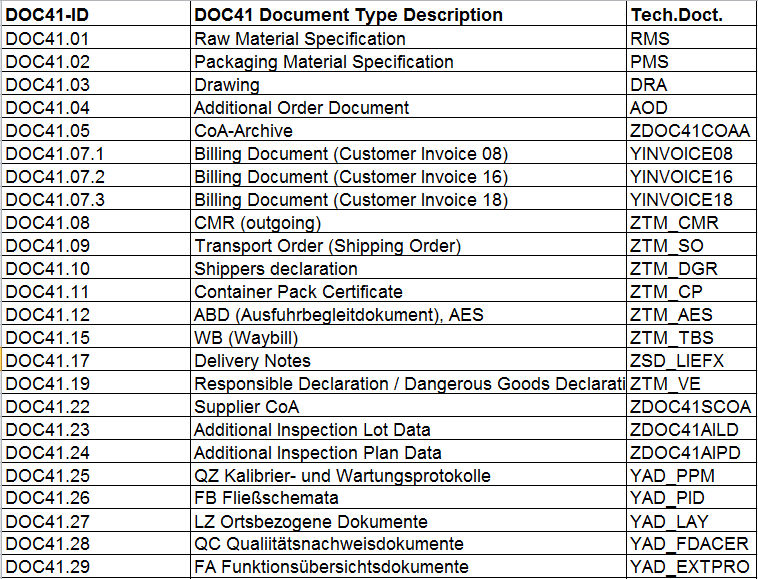 DOC41-ID DOC41 Document Type Description Tech.Doct.
DOC41.01 Raw Material Specification RMS
DOC41.02 Packaging Material Specification PMS
DOC41.03 Drawing DRA
DOC41.04 Additional Order Document AOD
DOC41.05 CoA-Archive ZDOC41COAA
DOC41.07.1 Billing Document (Customer Invoice 08) YINVOICE08
DOC41.07.2 Billing Document (Customer Invoice 16) YINVOICE16
DOC41.07.3 Billing Document (Customer Invoice 18) YINVOICE18
DOC41.08 CMR (outgoing) ZTM_CMR
DOC41.09 Transport Order (Shipping Order) ZTM_SO
DOC41.10 Shippers declaration ZTM_DGR
DOC41.11 Container Pack Certificate ZTM_CP
DOC41.12 ABD (Ausfuhrbegleitdokument), AES ZTM_AES
DOC41.15 WB (Waybill) ZTM_TBS
DOC41.17 Delivery Notes ZSD_LIEFX
DOC41.19 Responsible Declaration / Dangerous Goods Declarati ZTM_VE
DOC41.22 Supplier CoA ZDOC41SCOA
DOC41.23 Additional Inspection Lot Data ZDOC41AILD
DOC41.24 Additional Inspection Plan Data ZDOC41AIPD
DOC41.25 QZ Kalibrier- und Wartungsprotokolle YAD_PPM
DOC41.26 FB Fließschemata YAD_PID
DOC41.27 LZ Ortsbezogene Dokumente YAD_LAY
DOC41.28 QC Qualiitätsnachweisdokumente YAD_FDACER
DOC41.29 FA Funktionsübersichtsdokumente YAD_EXTPRO